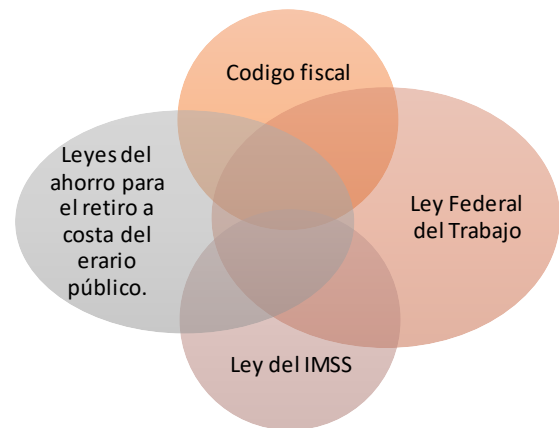 Codigo fiscal
Leyes del
ahorro para
el retiro a
costa del
erario
público.
Ley Federal
del Trabajo
Ley del IMSS